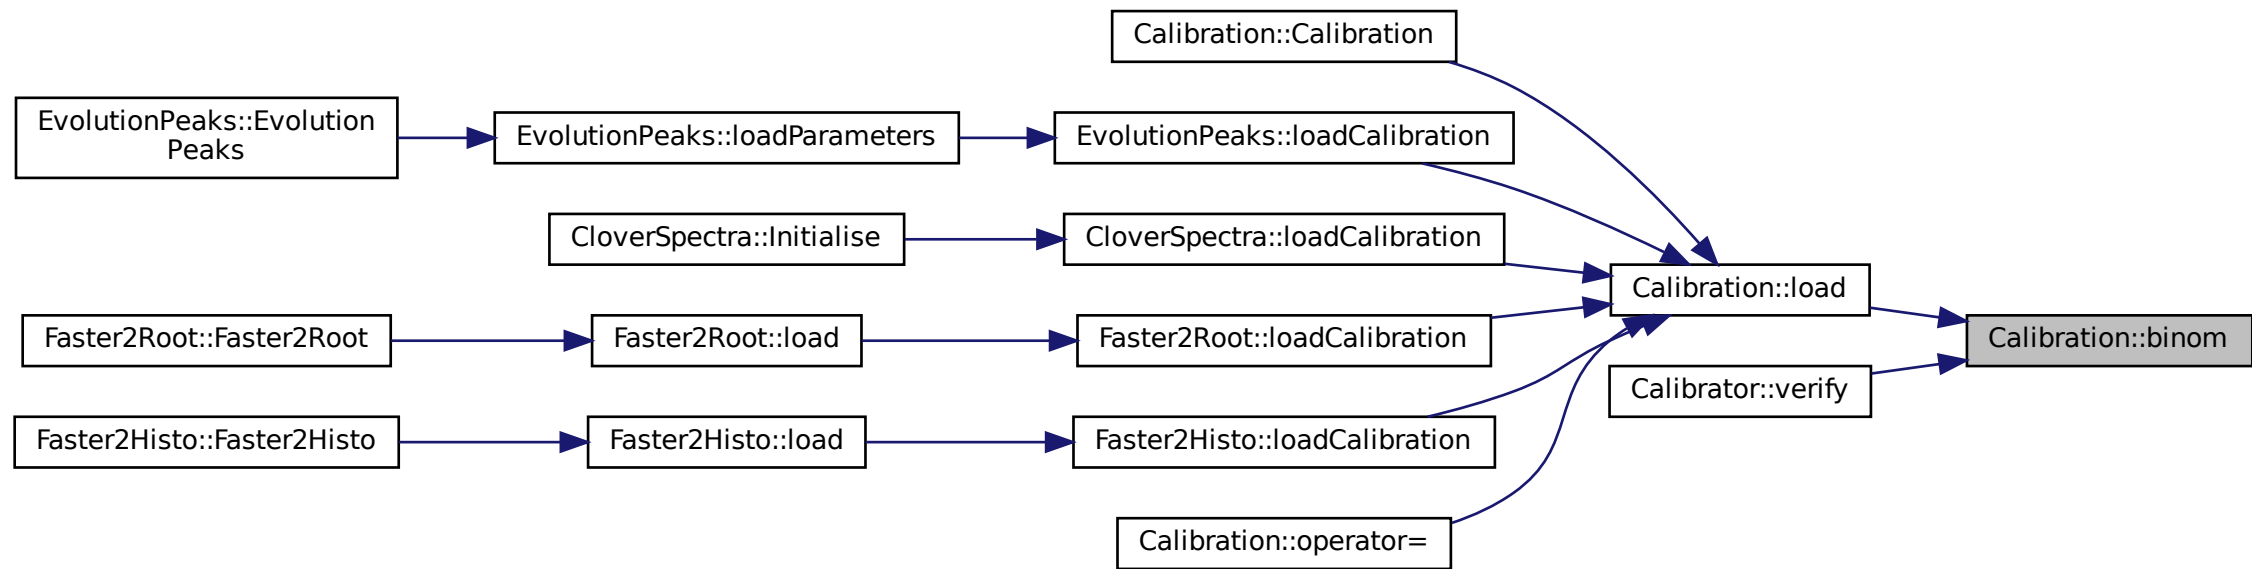 Calibration::Calibration
EvolutionPeaks::Evolution
Peaks
EvolutionPeaks::loadParameters
EvolutionPeaks::loadCalibration
CloverSpectra::Initialise
CloverSpectra::loadCalibration
Calibration::load
Faster2Root::Faster2Root
Faster2Root::load
Faster2Root::loadCalibration
Calibration::binom
Calibrator::verify
Faster2Histo::Faster2Histo
Faster2Histo::load
Faster2Histo::loadCalibration
Calibration::operator=